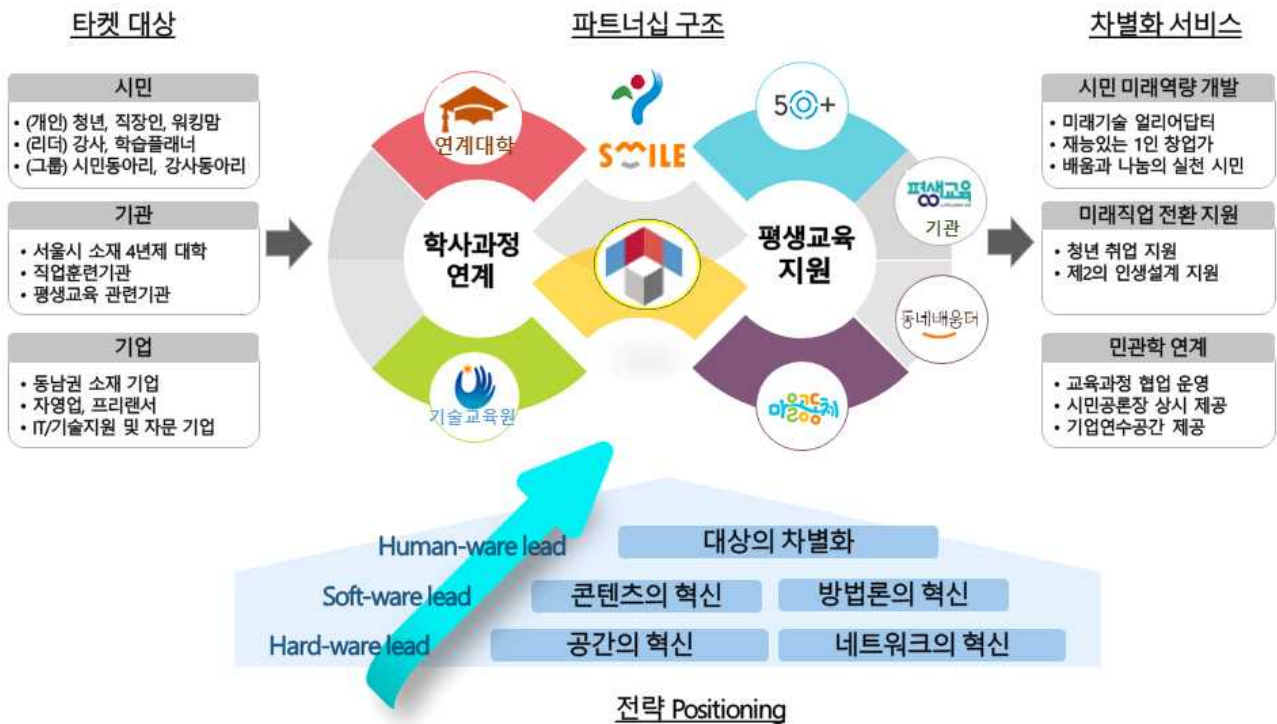 타켓 대상
시민
• (개인) 청년, 직장인, 워킹맘
• (리더) 강사, 학습플래너
• (그룹) 시민동아리, 강사동아리
기관
• 서울시 소재 4년제 대학
• 직업훈련기관
• 평생교육 관련기관
기업
• 동남권 소재 기업
• 자영업, 프리랜서
• IT/기술지원 및 자문 기업
파트너십 구조
연계대학
SMILE
50+
평생교육
기관
학사과정
연계
평생교육
지원
동네배움터
기술교육원
마을공동체
차별화 서비스
시민 미래역량 개발
• 미래기술 얼리어답터
• 재능있는 1인 창업가
• 배움과 나눔의 실천 시민
미래직업 전환 지원
• 청년 취업 지원
• 제2의 인생설계 지원
민관학 연계
• 교육과정 협업 운영
• 시민공론장 상시 제공
• 기업연수공간 제공
Human-ware lead 대상의 차별화
Soft-ware lead 콘텐츠의 혁신 방법론의 혁신
Hard-ware lead 공간의 혁신 네트워크의 혁신
전략 Positioning